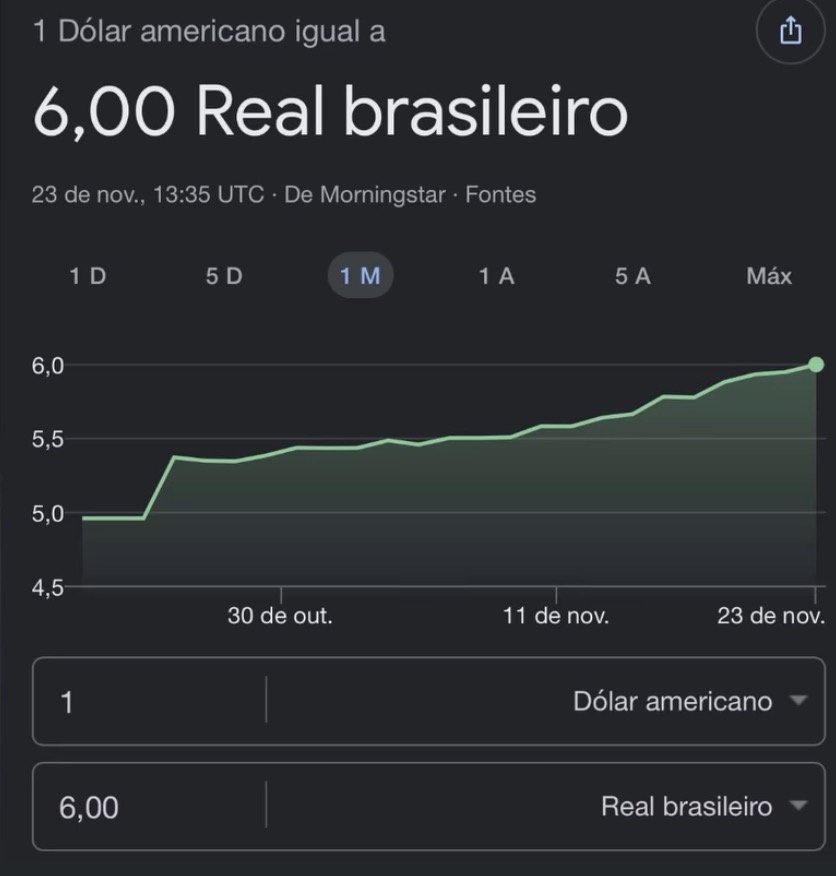 1 Dólar americano igual a
6,00 Real brasileiro
23 de nov., 13:35 UTC · De Morningstar · Fontes
1 D 5 D 1 M 1 A 5 A Máx
6,0
5,5
5,0
4,5
30 de out. 11 de nov. 23 de nov.
1 Dólar americano
6,00 Real brasileiro